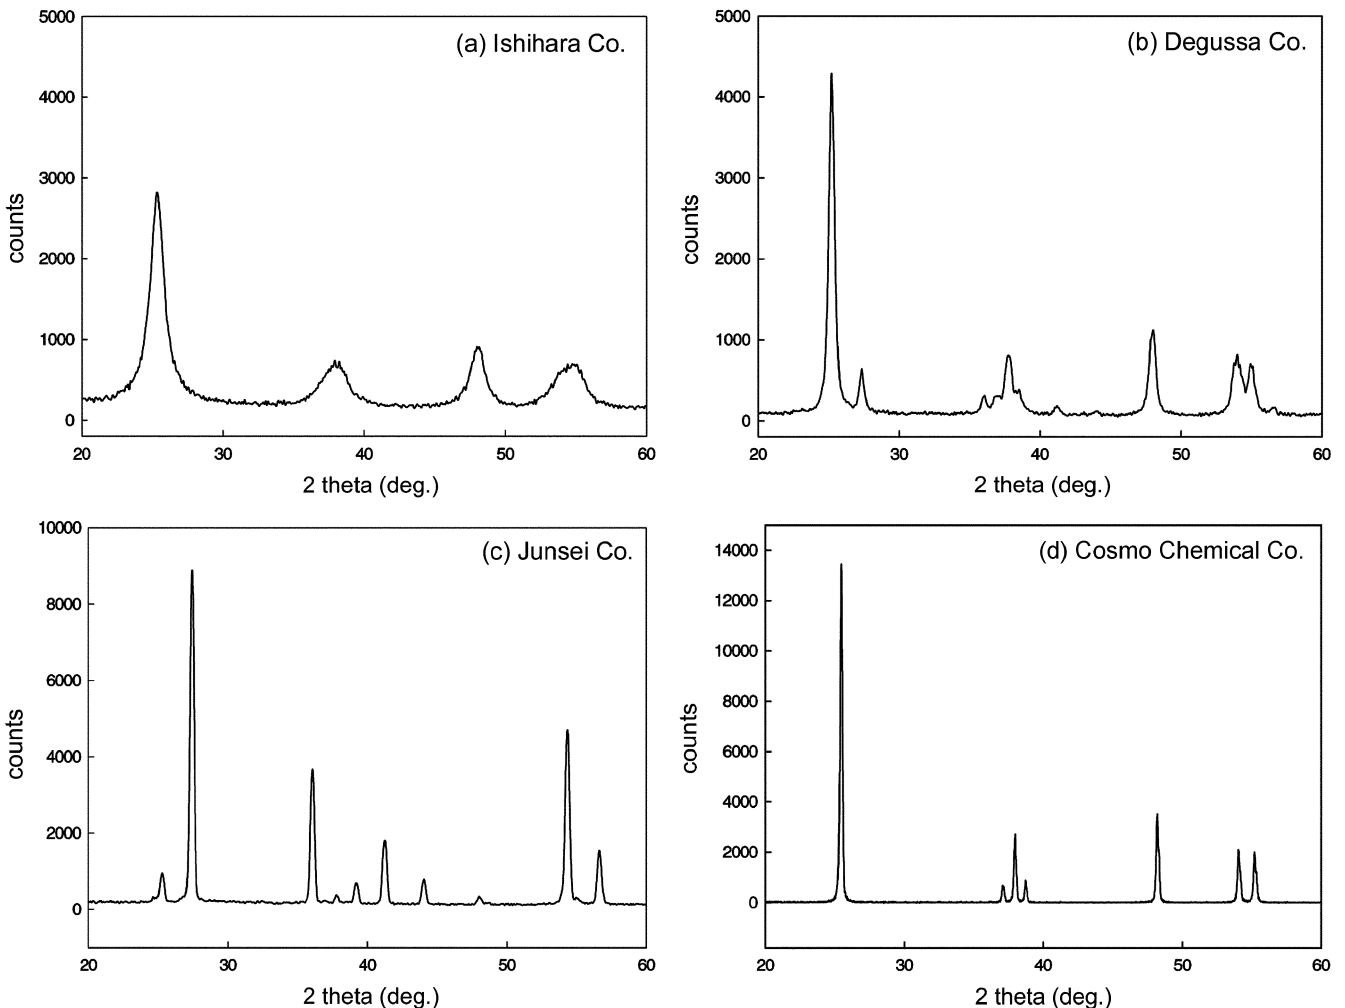 (a) Ishihara Co.
5000
4000
3000
2000
1000
0
counts
20 30 40 50 60
2 theta (deg.)
(b) Degussa Co.
5000
4000
3000
2000
1000
0
counts
20 30 40 50 60
2 theta (deg.)
(c) Junsei Co.
10000
8000
6000
4000
2000
0
counts
20 30 40 50 60
2 theta (deg.)
(d) Cosmo Chemical Co.
14000
12000
10000
8000
6000
4000
2000
0
counts
20 30 40 50 60
2 theta (deg.)